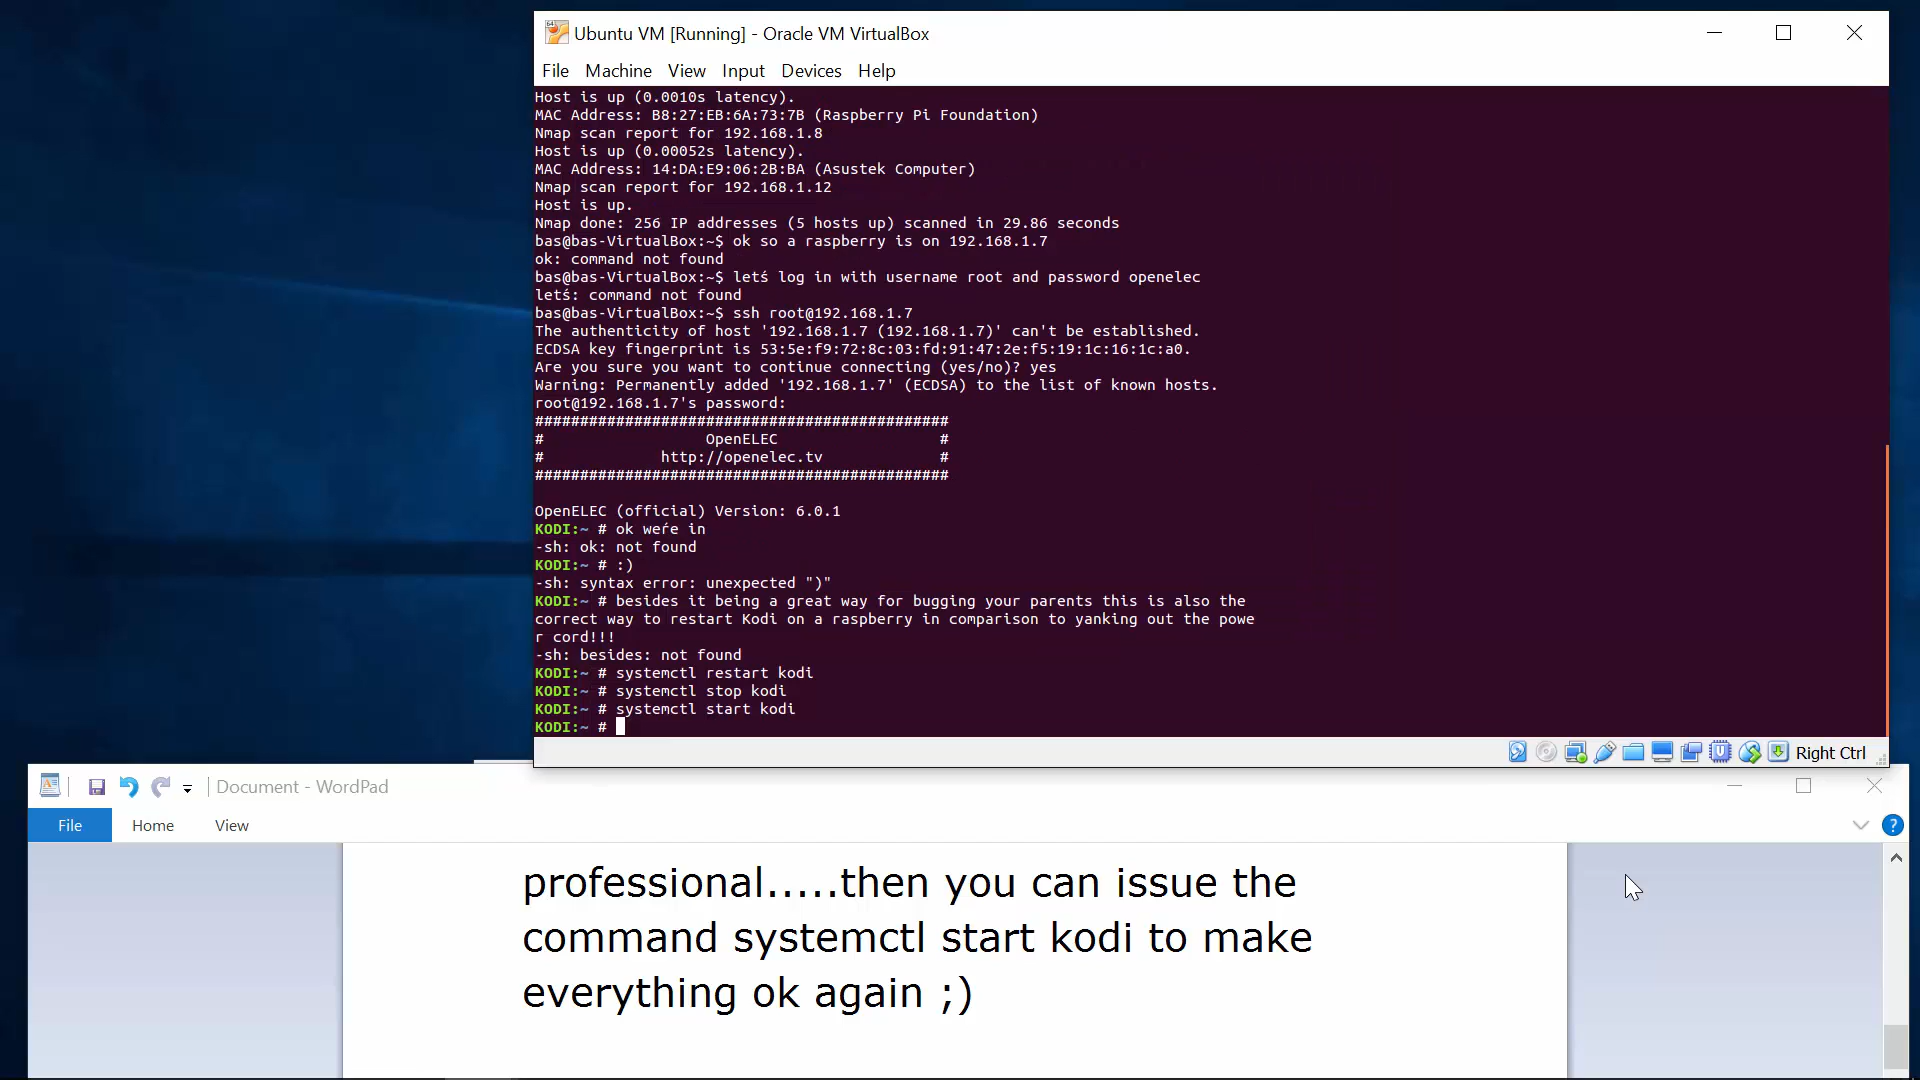 Ubuntu VM [Running] - Oracle VM VirtualBox
File Machine View Input Devices Help
Host is up (0.0010s latency).
MAC Address: B8:27:EB:6A:73:7B (Raspberry Pi Foundation)
Nmap scan report for 192.168.1.8
Host is up (0.00052s latency).
MAC Address: 14:DA:E9:06:2B:BA (Asustek Computer)
Nmap scan report for 192.168.1.12
Host is up.
Nmap done: 256 IP addresses (5 hosts up) scanned in 29.86 seconds
bas@bas-VirtualBox:~$ ok so a raspberry is on 192.168.1.7
ok: command not found
bas@bas-VirtualBox:~$ letś log in with username root and password openelec
letś: command not found
bas@bas-VirtualBox:~$ ssh root@192.168.1.7
The authenticity of host '192.168.1.7 (192.168.1.7)' can't be established.
ECDSA key fingerprint is 53:5e:f9:72:8c:03:fd:91:47:2e:f5:19:1c:16:1c:a0.
Are you sure you want to continue connecting (yes/no)? yes
Warning: Permanently added '192.168.1.7' (ECDSA) to the list of known hosts.
root@192.168.1.7's password:
##############################################
# OpenELEC #
# http://openelec.tv #
##############################################
OpenELEC (official) Version: 6.0.1
KODI:~ # ok weŕe in
-sh: ok: not found
KODI:~ # :)
-sh: syntax error: unexpected ")"
KODI:~ # besides it being a great way for bugging your parents this is also the
correct way to restart Kodi on a raspberry in comparison to yanking out the powe
r cord!!!
-sh: besides: not found
KODI:~ # systemctl restart kodi
KODI:~ # systemctl stop kodi
KODI:~ # systemctl start kodi
KODI:~ #
Right Ctrl
Document - WordPad
File Home View
professional.....then you can issue the
command systemctl start kodi to make
everything ok again ;)